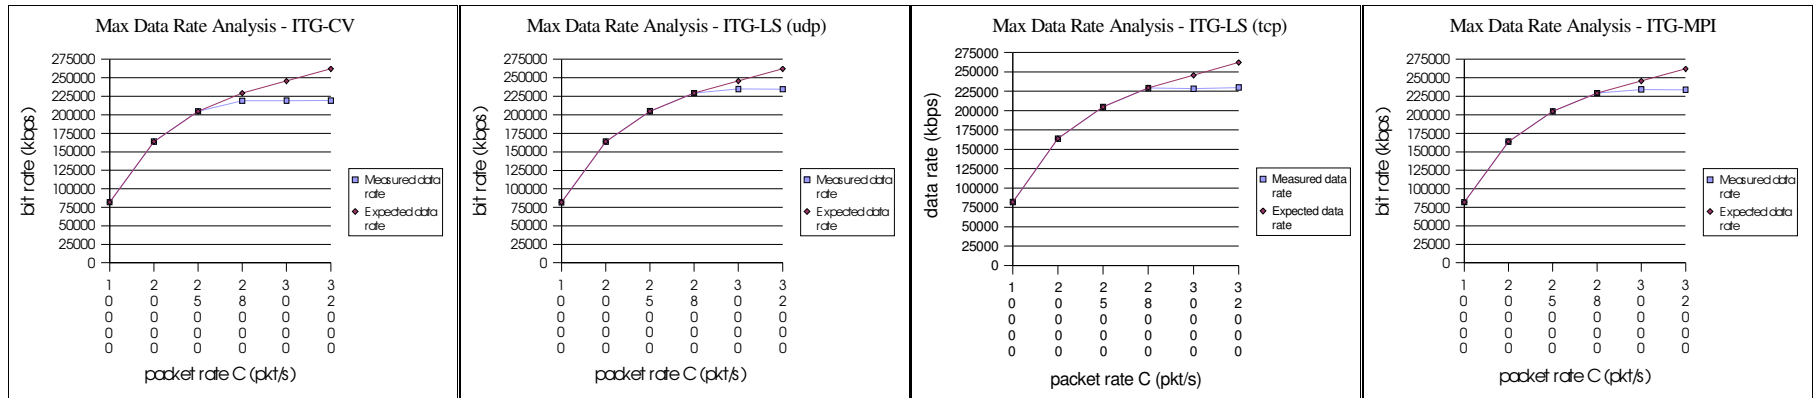 Max Data Rate Analysis - ITG-CV
275000
250000
225000
200000
175000
150000
125000
100000
75000
50000
25000
0
bit rate (kbps)
10000
20000
25000
28000
30000
32000
packet rate C (pkt/s)
Measured data
rate
Expected data
rate
Max Data Rate Analysis - ITG-LS (udp)
275000
250000
225000
200000
175000
150000
125000
100000
75000
50000
25000
0
bit rate (kbps)
10000
20000
25000
28000
30000
32000
packet rate C (pkt/s)
Measured data
rate
Expected data
rate
Max Data Rate Analysis - ITG-LS (tcp)
275000
250000
225000
200000
175000
150000
125000
100000
75000
50000
25000
0
data rate (kbps)
10000
20000
25000
28000
30000
32000
packet rate C (pkt/s)
Measured data
rate
Expected data
rate
Max Data Rate Analysis - ITG-MPI
275000
250000
225000
200000
175000
150000
125000
100000
75000
50000
25000
0
bit rate (kbps)
10000
20000
25000
28000
30000
32000
packet rate C (pkt/s)
Measured data
rate
Expected data
rate